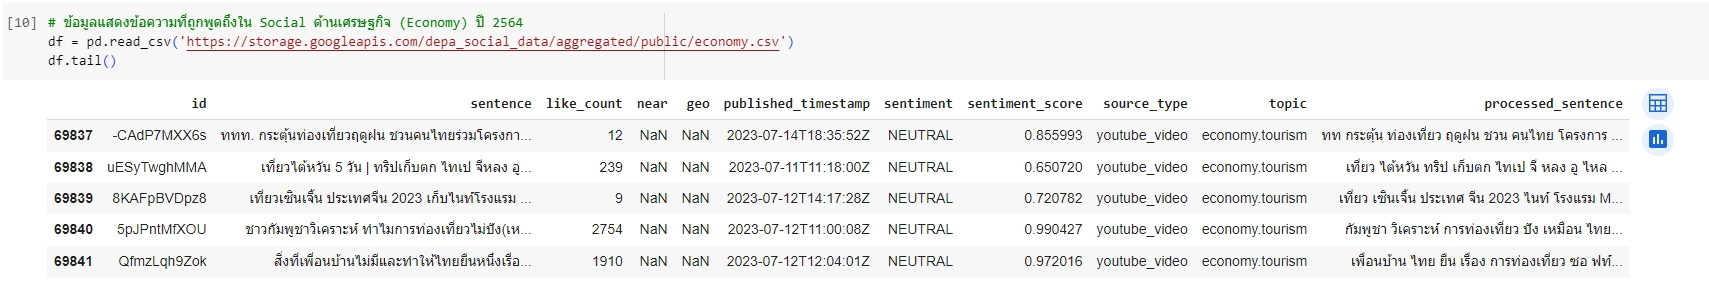 [10] # ข้อมูลแสดงข้อความที่ถูกพูดถึงใน Social ด้านเศรษฐกิจ (Economy) ปี 2564
df = pd.read_csv('https://storage.googleapis.com/depa_social_data/aggregated/public/economy.csv')
df.tail()
id sentence like_count near geo published_timestamp sentiment sentiment_score source_type topic processed_sentence
69837 -CAdP7MXX6s ททท. กระตุ้นท่องเที่ยวฤดูฝน ชวนคนไทยร่วมโครงกา... 12 NaN NaN 2023-07-14T18:35:52Z NEUTRAL 0.855993 youtube_video economy.tourism ทท กระตุ้น ท่องเที่ยว ฤดูฝน ชวน คนไทย โครงการ ...
69838 uESyTwghMMA เที่ยวไต้หวัน 5 วัน | ทริปเก็บตก ไทเป จีหลง อู... 239 NaN NaN 2023-07-11T11:18:00Z NEUTRAL 0.650720 youtube_video economy.tourism เที่ยว ไต้หวัน ทริป เก็บตก ไทเป จี หลง อู ไหล ...
69839 8KAFpBVDpz8 เที่ยวเซินเจิ้น ประเทศจีน 2023 เก็บไนท์โรงแรม ... 9 NaN NaN 2023-07-12T14:17:28Z NEUTRAL 0.720782 youtube_video economy.tourism เที่ยว เซินเจิ้น ประเทศ จีน 2023 ไนท์ โรงแรม M...
69840 5pJPntMfXOU ชาวกัมพูชาวิเคราะห์ ทำไมการท่องเที่ยวไม่ปัง(เห... 2754 NaN NaN 2023-07-12T11:00:08Z NEUTRAL 0.990427 youtube_video economy.tourism กัมพูชา วิเคราะห์ การท่องเที่ยว ปัง เหมือน ไทย...
69841 QfmzLqh9Zok สิ่งที่เพื่อนบ้านไม่มีและทำให้ไทยยืนหนึ่งเรื่อ... 1910 NaN NaN 2023-07-12T12:04:01Z NEUTRAL 0.972016 youtube_video economy.tourism เพื่อนบ้าน ไทย ยืน เรื่อง การท่องเที่ยว ซอ ฟท์...